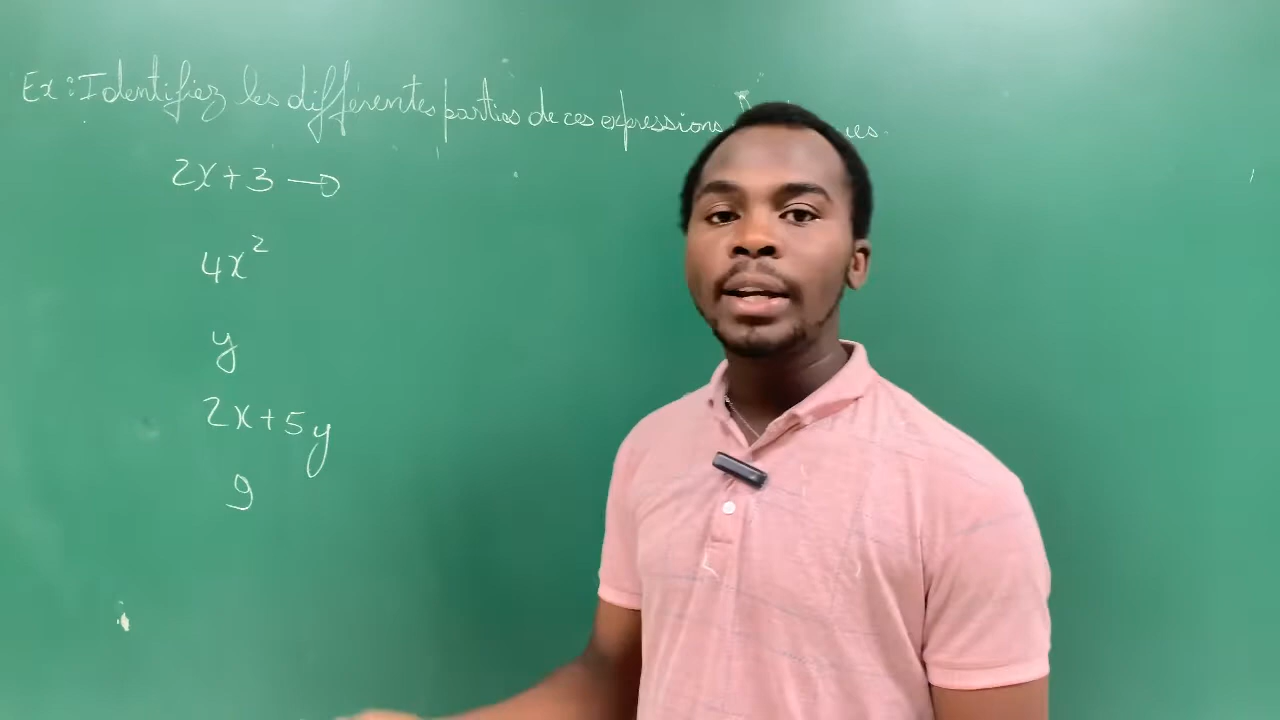 Ex: Identifiez les différentes parties de ces expressions
2x+3 →
4x²
y
2x+5y
9